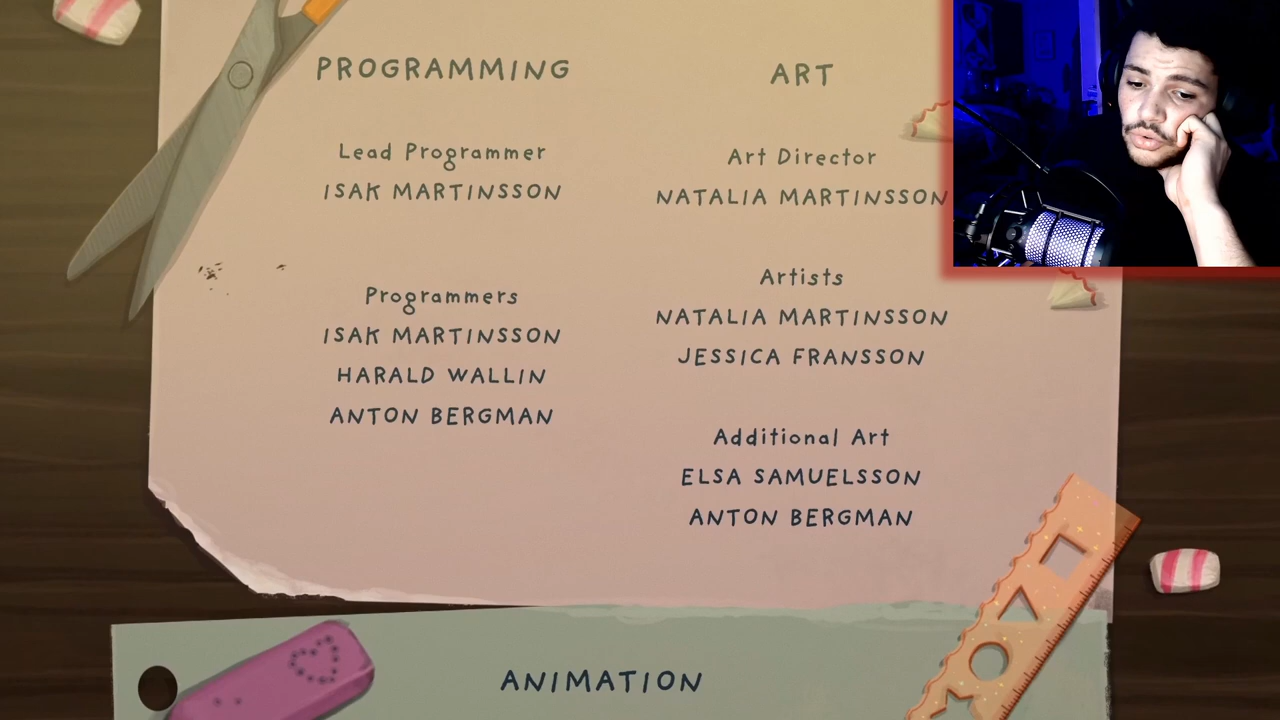 PROGRAMMING
Lead Programmer
ISAK MARTINSSON
Programmers
ISAK MARTINSSON
HARALD WALLIN
ANTON BERGMAN
ART
Art Director
NATALIA MARTINSSON
Artists
NATALIA MARTINSSON
JESSICA FRANSSON
Additional Art
ELSA SAMUELSSON
ANTON BERGMAN
ANIMATION